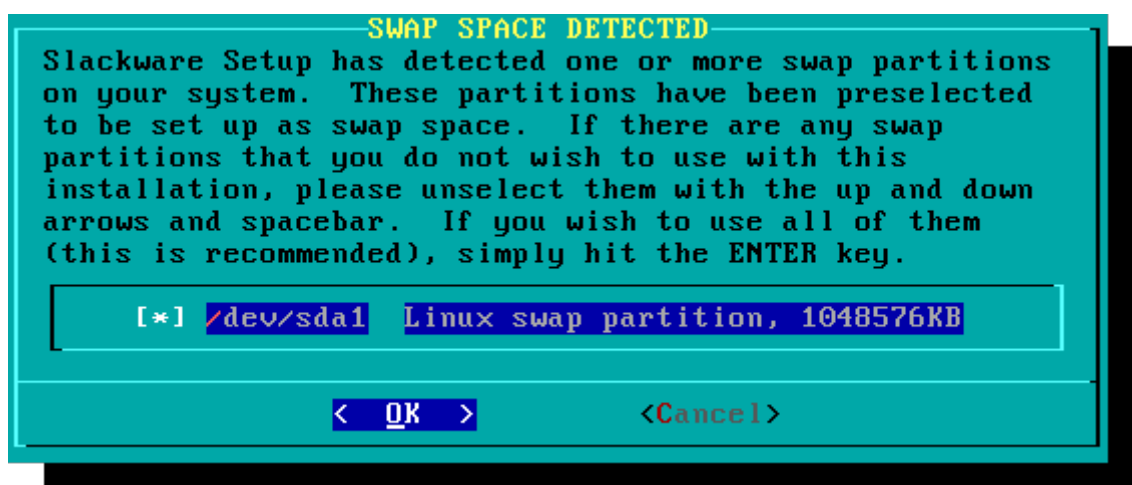 SWAP SPACE DETECTED
Slackware Setup has detected one or more swap partitions
on your system.  These partitions have been preselected
to be set up as swap space.  If there are any swap
partitions that you do not wish to use with this
installation, please unselect them with the up and down
arrows and spacebar.  If you wish to use all of them
(this is recommended), simply hit the ENTER key.
[*] /dev/sda1  Linux swap partition, 1048576KB
<  OK  >  <Cancel>